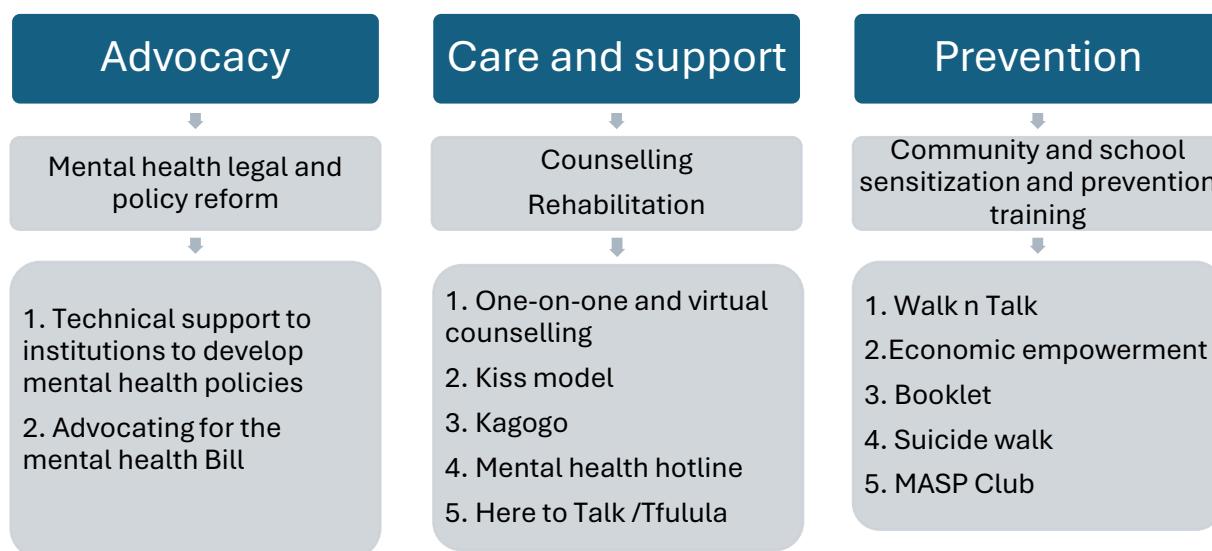 Advocacy
Mental health legal and
policy reform
1. Technical support to
institutions to develop
mental health policies
2. Advocating for the
mental health Bill
Care and support
Counselling
Rehabilitation
1. One-on-one and virtual
counselling
2. Kiss model
3. Kagogo
4. Mental health hotline
5. Here to Talk /Tfulula
Prevention
Community and school
sensitization and prevention
training
1. Walk n Talk
2.Economic empowerment
3. Booklet
4. Suicide walk
5. MASP Club